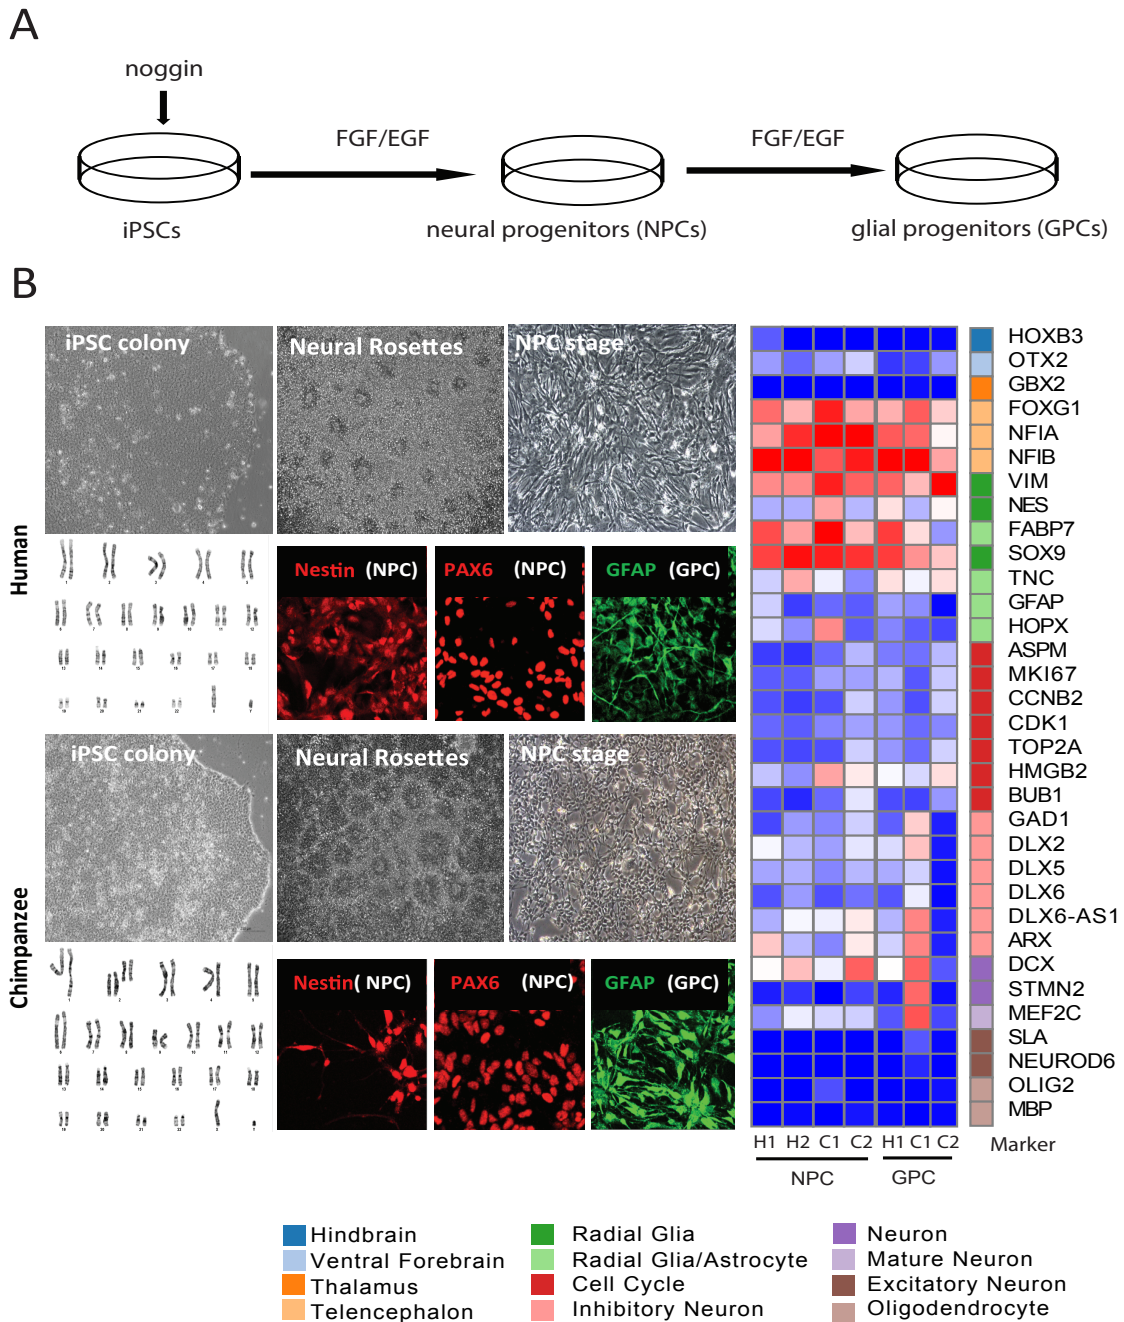 A
noggin
FGF/EGF
FGF/EGF
iPSCs
neural progenitors (NPCs)
glial progenitors (GPCs)
B
Human
iPSC colony
Neural Rosettes
NPC stage
Nestin (NPC)
PAX6 (NPC)
GFAP (GPC)
Chimpanzee
iPSC colony
Neural Rosettes
NPC stage
Nestin( NPC)
PAX6 (NPC)
GFAP (GPC)
HOXB3
OTX2
GBX2
FOXG1
NFIA
NFIB
VIM
NES
FABP7
SOX9
TNC
GFAP
HOPX
ASPM
MKI67
CCNB2
CDK1
TOP2A
HMGB2
BUB1
GAD1
DLX2
DLX5
DLX6
DLX6-AS1
ARX
DCX
STMN2
MEF2C
SLA
NEUROD6
OLIG2
MBP
H1 H2 C1 C2 H1 C1 C2
Marker
NPC
GPC
Hindbrain
Ventral Forebrain
Thalamus
Telencephalon
Radial Glia
Radial Glia/Astrocyte
Cell Cycle
Inhibitory Neuron
Neuron
Mature Neuron
Excitatory Neuron
Oligodendrocyte